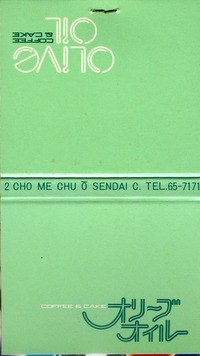 OLIVE
OIL
COFFEE
& CAKE
2 CHO ME CHU Ō SENDAI C. TEL.65-7171
COFFEE & CAKE
オリーブ
オイル